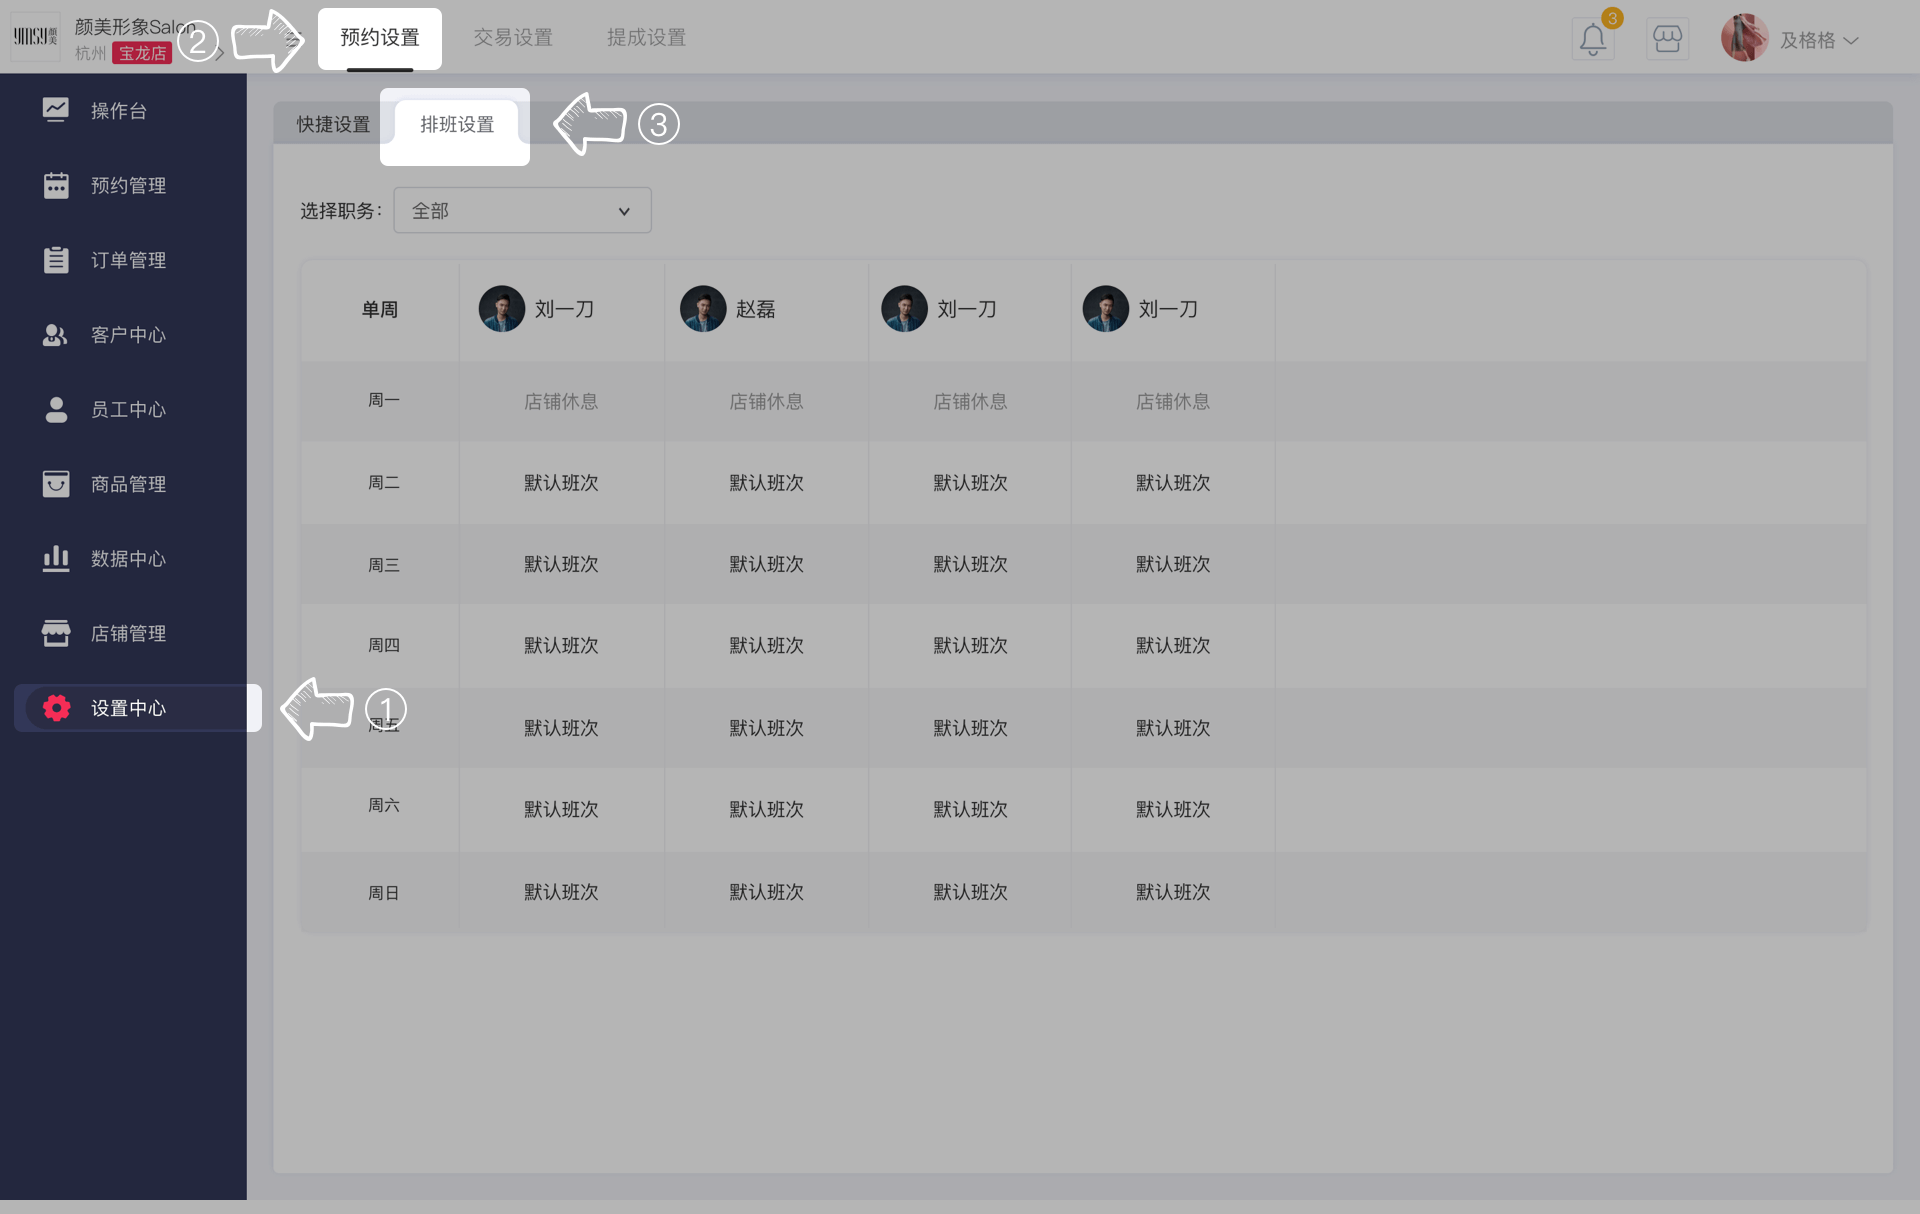 颜美形象Salon
杭州 宝龙店
②
预约设置 交易设置 提成设置
3
及格格
操作台
预约管理
订单管理
客户中心
员工中心
商品管理
数据中心
店铺管理
设置中心
①
快捷设置 排班设置
③
选择职务： 全部
单周 刘一刀 赵磊 刘一刀 刘一刀
周一 店铺休息 店铺休息 店铺休息 店铺休息
周二 默认班次 默认班次 默认班次 默认班次
周三 默认班次 默认班次 默认班次 默认班次
周四 默认班次 默认班次 默认班次 默认班次
周五 默认班次 默认班次 默认班次 默认班次
周六 默认班次 默认班次 默认班次 默认班次
周日 默认班次 默认班次 默认班次 默认班次